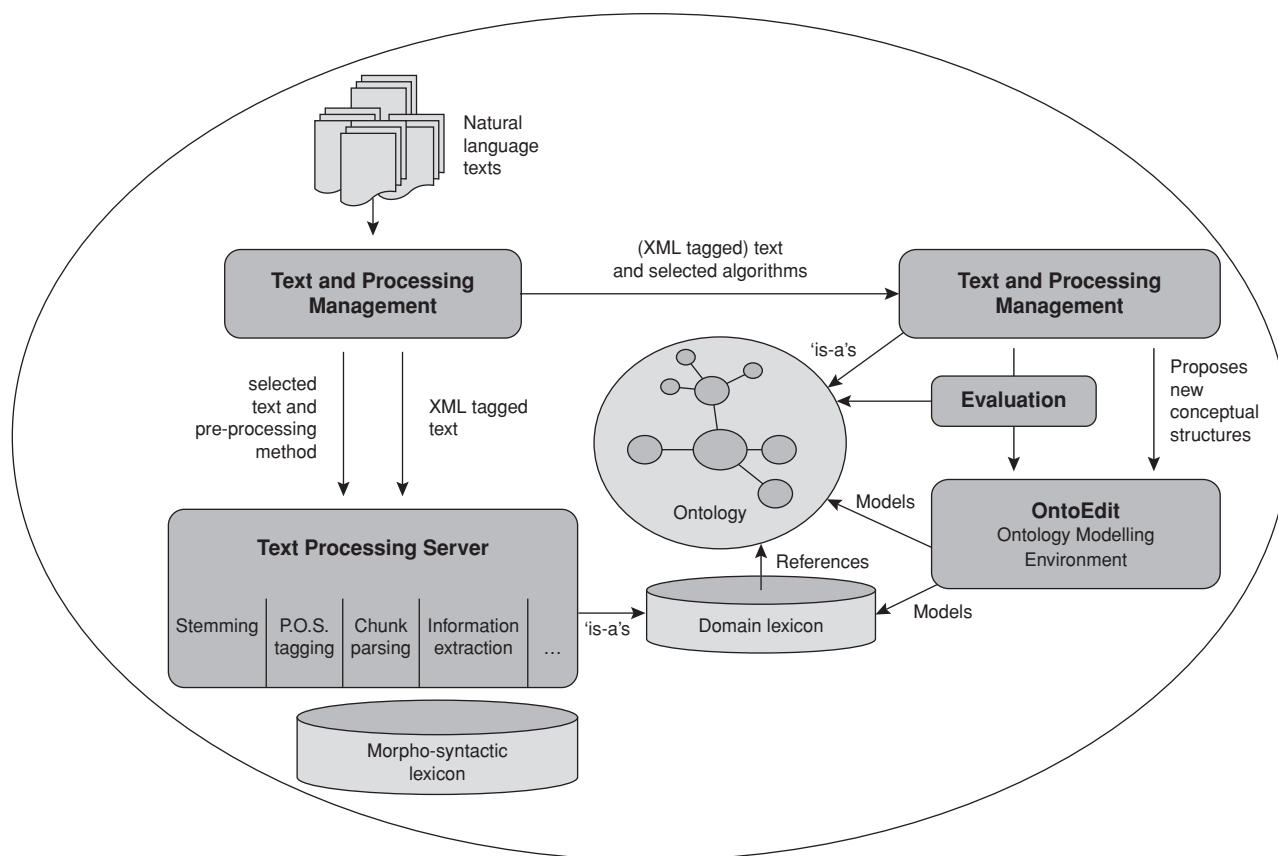 Natural
language
texts
Text and Processing
Management
(XML tagged) text
and selected algorithms
Text and Processing
Management
selected
text and
pre-processing
method
XML tagged
text
‘is-a’s
Evaluation
Proposes
new
conceptual
structures
Ontology
Models
OntoEdit
Ontology Modelling
Environment
Text Processing Server
Stemming
P.O.S.
tagging
Chunk
parsing
Information
extraction
…
‘is-a’s
References
Domain lexicon
Models
Morpho-syntactic
lexicon